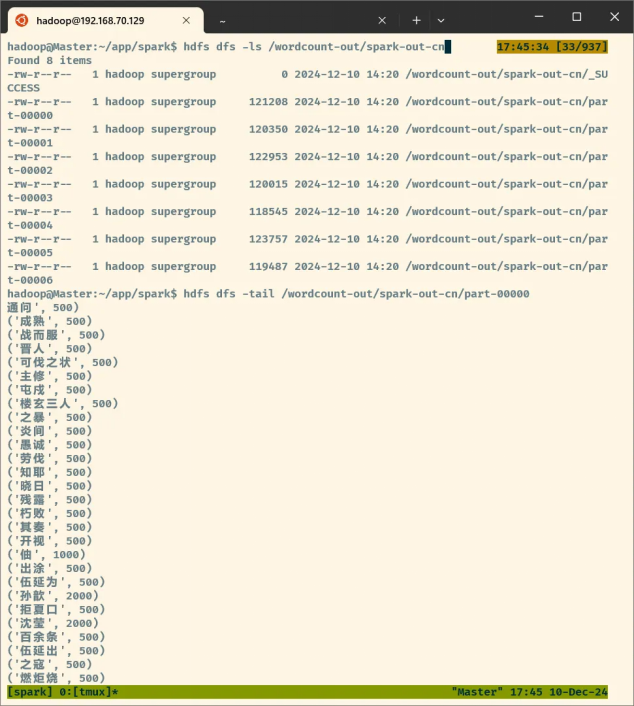 hadoop@192.168.70.129
~
hadoop@Master:~/app/spark$ hdfs dfs -ls /wordcount-out/spark-out-cn 17:45:34 [33/937]
Found 8 items
-rw-r--r-- 1 hadoop supergroup 0 2024-12-10 14:20 /wordcount-out/spark-out-cn/_SU
CCESS
-rw-r--r-- 1 hadoop supergroup 121208 2024-12-10 14:20 /wordcount-out/spark-out-cn/par
t-00000
-rw-r--r-- 1 hadoop supergroup 120350 2024-12-10 14:20 /wordcount-out/spark-out-cn/par
t-00001
-rw-r--r-- 1 hadoop supergroup 122953 2024-12-10 14:20 /wordcount-out/spark-out-cn/par
t-00002
-rw-r--r-- 1 hadoop supergroup 120015 2024-12-10 14:20 /wordcount-out/spark-out-cn/par
t-00003
-rw-r--r-- 1 hadoop supergroup 118545 2024-12-10 14:20 /wordcount-out/spark-out-cn/par
t-00004
-rw-r--r-- 1 hadoop supergroup 123757 2024-12-10 14:20 /wordcount-out/spark-out-cn/par
t-00005
-rw-r--r-- 1 hadoop supergroup 119487 2024-12-10 14:20 /wordcount-out/spark-out-cn/par
t-00006
hadoop@Master:~/app/spark$ hdfs dfs -tail /wordcount-out/spark-out-cn/part-00000
通问', 500)
('成熟', 500)
('战而服', 500)
('晋人', 500)
('可伐之状', 500)
('主修', 500)
('屯戍', 500)
('楼玄三人', 500)
('之暴', 500)
('炎间', 500)
('愚诚', 500)
('劳伐', 500)
('知耶', 500)
('晓日', 500)
('残露', 500)
('朽败', 500)
('其奏', 500)
('开视', 500)
('伷', 1000)
('出涂', 500)
('伍延为', 500)
('孙歆', 2000)
('拒夏口', 500)
('沈莹', 2000)
('百余条', 500)
('伍延出', 500)
('之寇', 500)
('燃炬烧', 500)
[spark] 0:[tmux]* "Master" 17:45 10-Dec-24